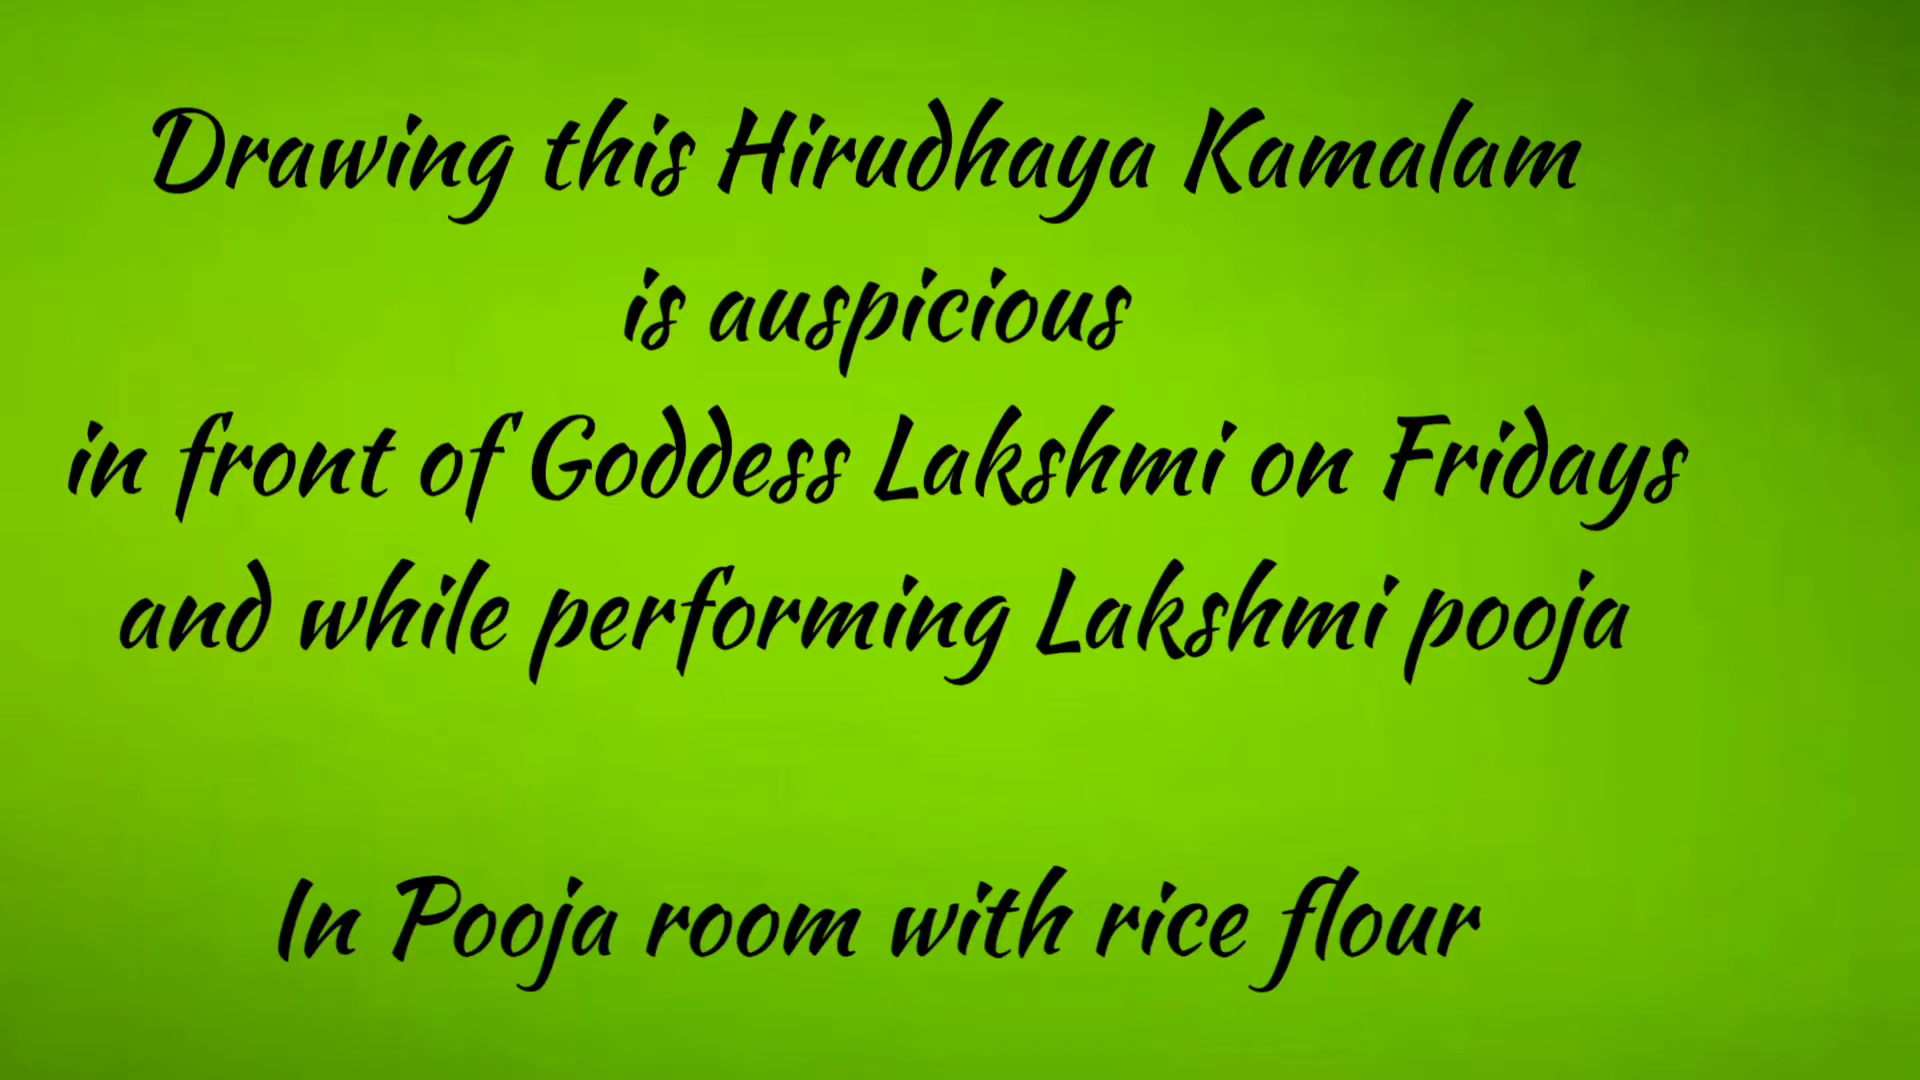 Drawing this Hirudhaya Kamalam
is auspicious
in front of Goddess Lakshmi on Fridays
and while performing Lakshmi pooja
In Pooja room with rice flour